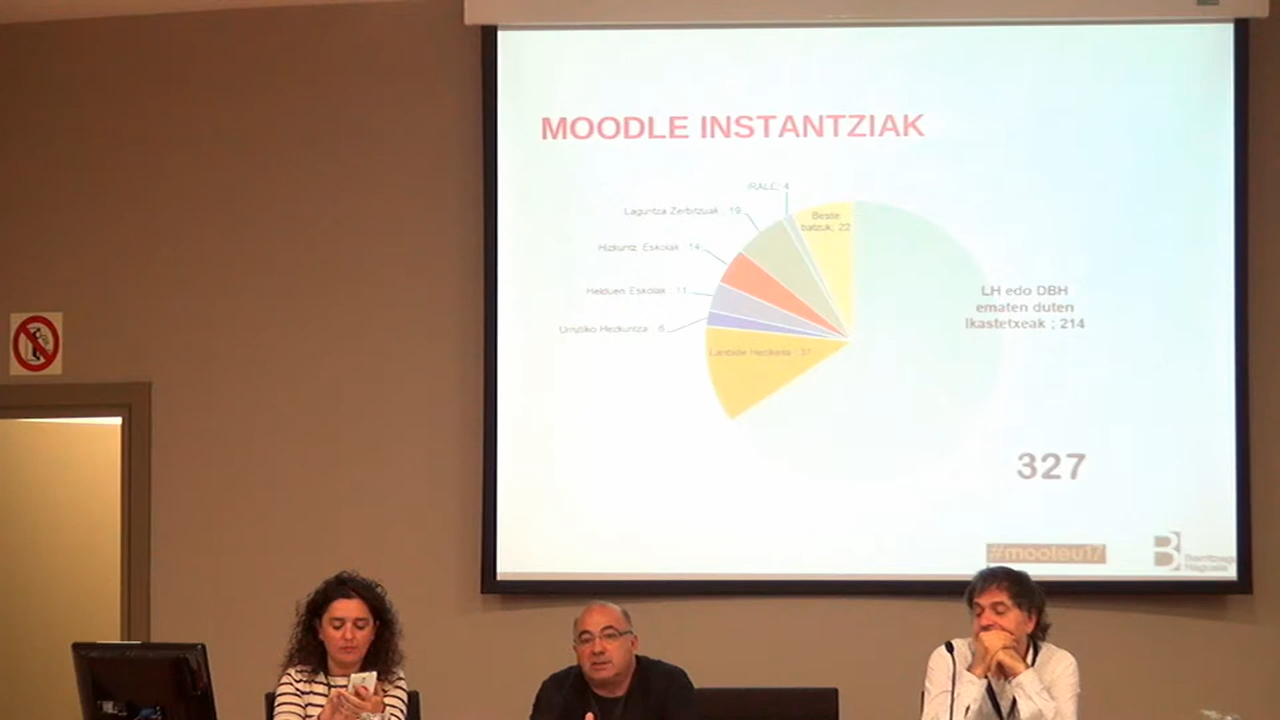 MOODLE INSTANTZIAK
IRALE; 4
Laguntza Zerbitzuak ; 19
Beste
batzuk; 22
Hizkuntz Eskolak ; 14
Helduen Eskolak ; 11
LH edo DBH
ematen duten
Ikastetxeak ; 214
Urrutiko Hezkuntza ; 6
Lanbide Heziketa ; 37
327
#mooleu17
B